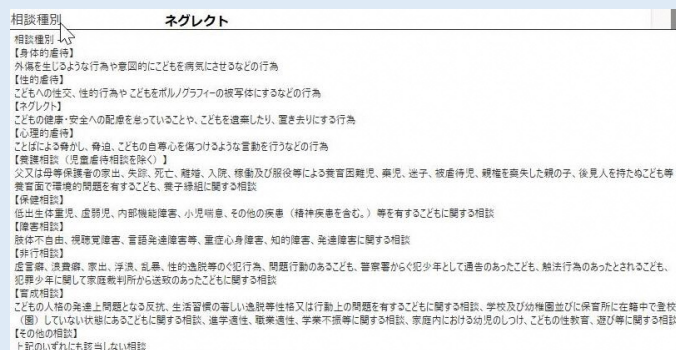 相談種別 ネグレクト
相談種別
【身体的虐待】
外傷を生じるような行為や意図的にこどもを病気にさせるなどの行為
【性的虐待】
こどもへの性交、性的行為や こどもをポルノグラフィーの被写体にするなどの行為
【ネグレクト】
こどもの健康・安全への配慮を怠っていることや、こどもを遺棄したり、置き去りにする行為
【心理的虐待】
ことばによる脅かし、脅迫、こどもの自尊心を傷つけるような言動を行うなどの行為
【養護相談（児童虐待相談を除く）】
父又は母等保護者の家出、失踪、死亡、離婚、入院、稼働及び服役等による養育困難児、棄児、迷子、被虐待児、親権を喪失した親の子、後見人を持たぬこども等
養育面で環境的問題を有するこども、養子縁組に関する相談
【保健相談】
低出生体重児、虚弱児、内部機能障害、小児喘息、その他の疾患（精神疾患を含む。）等を有するこどもに関する相談
【障害相談】
肢体不自由、視聴覚障害、言語発達障害等、重症心身障害、知的障害、発達障害に関する相談
【非行相談】
虚言癖、浪費癖、家出、浮浪、乱暴、性的逸脱等のぐ犯行為、問題行動のあるこども、警察署からぐ犯少年として通告のあったこども、触法行為のあったとされるこども、
犯罪少年に関して家庭裁判所から送致のあったこどもに関する相談
【育成相談】
こどもの人格の発達上問題となる反抗、生活習慣の著しい逸脱等性格又は行動上の問題を有するこどもに関する相談、学校及び幼稚園並びに保育所に在籍中で登校
（園）していない状態にあるこどもに関する相談、進学適性、職業適性、学業不振等に関する相談、家庭内における幼児のしつけ、こどもの性教育、遊び等に関する相談
【その他の相談】
上記のいずれにも該当しない相談